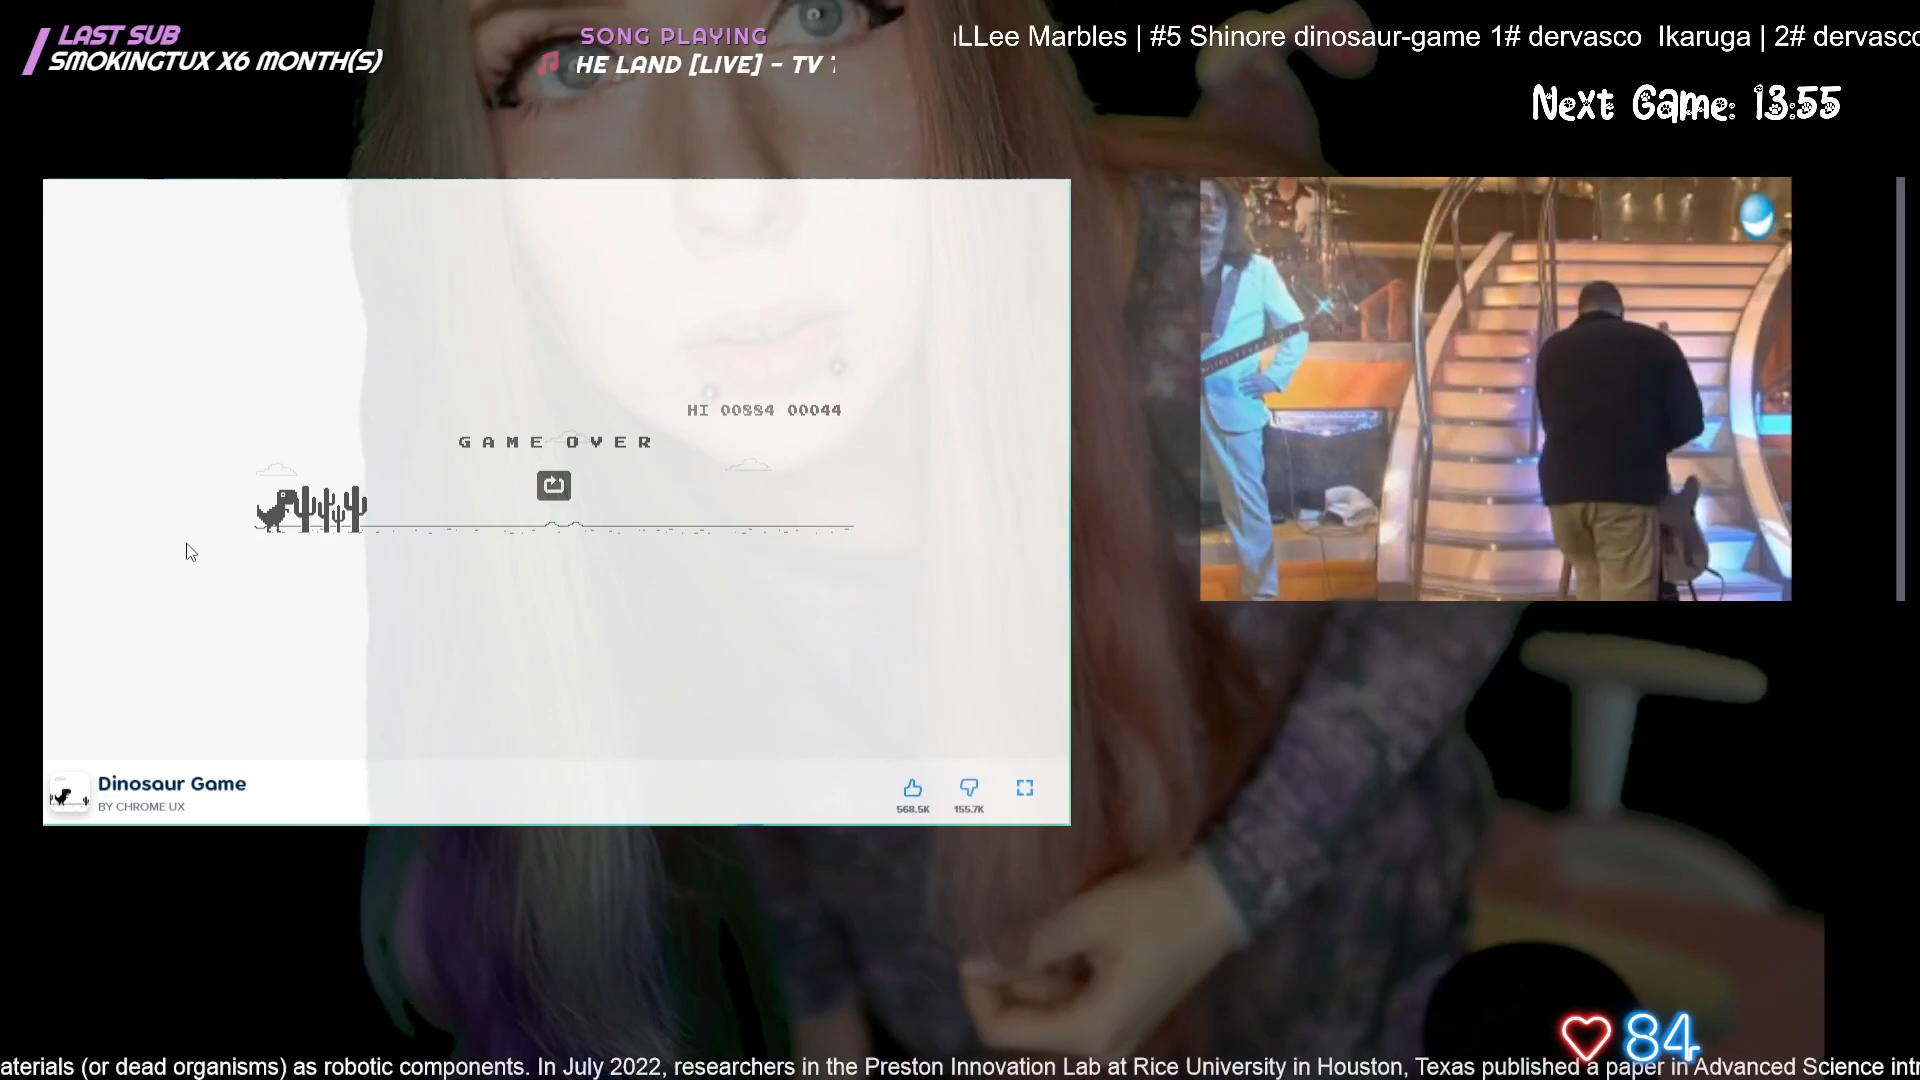 LAST SUB
SMOKINGTUX X6 MONTH(S)
SONG PLAYING
HE LAND [LIVE] - TV
LLee Marbles | #5 Shinore dinosaur-game 1# dervasco  Ikaruga | 2# dervasco
Next Game: 13:55
HI 00884 00044
GAME OVER
Dinosaur Game
BY CHROME UX
568.5K
155.7K
84
aterials (or dead organisms) as robotic components. In July 2022, researchers in the Preston Innovation Lab at Rice University in Houston, Texas published a paper in Advanced Science intr